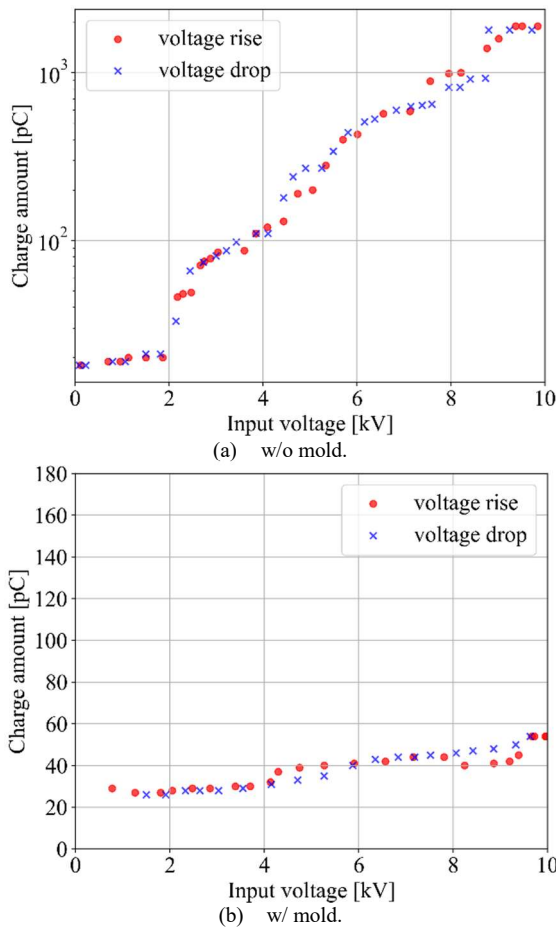 voltage rise
voltage drop
10³
10²
Charge amount [pC]
0 2 4 6 8 10
Input voltage [kV]
(a) w/o mold.
180
160
140
120
100
80
60
40
20
0
voltage rise
voltage drop
Charge amount [pC]
0 2 4 6 8 10
Input voltage [kV]
(b) w/ mold.